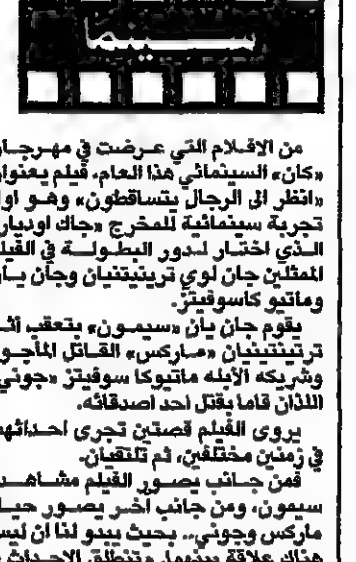 سينما
من الافلام التي عرضت في مهرجان
«كان» السينمائي هذا العام، فيلم بعنوان
«انظر الى الرجال يتساقطون» وهو اول
تجربة سينمائية للمخرج «جاك اوديار
الذي اختار لدور البطولة في الفيلم
الممثلين جان لوي ترينيتنيان وجان يان
وماتيو كاسوفيتز.
يقوم جان يان «سيمون» بتعقب أثر
ترنتينتينيان «ماركس» القاتل المأجور
وشريكه الأبله ماتيوكا سوفيتز «جوني
اللذان قاما بقتل احد اصدقائه.
يروى الفيلم قصتين تجرى احداثهما
في زمنين مختلفين، ثم تلتقيان.
فمن جانب يصور الفيلم مشاهد
سيمون، ومن جانب اخر يصور حياة
ماركس وجوني.. بحيث يبدو لنا ان ليس
هناك علاقة بينهما. وتنطلق الاحداث